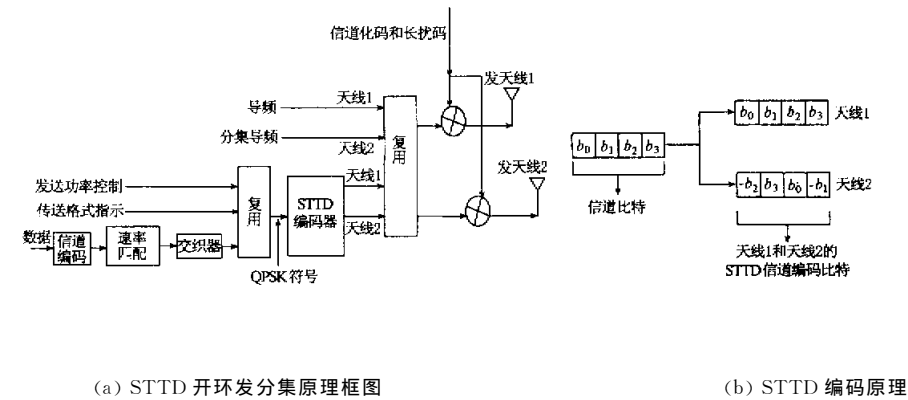 信道化码和长扰码
发天线1
导频
天线1
分集导频
天线2
复用
发天线2
发送功率控制
传送格式指示
数据
信道编码
速率匹配
交织器
复用
STTD
编码器
天线1
天线2
QPSK 符号
b0 b1 b2 b3
信道比特
b0 b1 b2 b3 天线1
-b2 b3 b0 -b1 天线2
天线1和天线2的
STTD信道编码比特
(a) STTD 开环发分集原理框图
(b) STTD 编码原理